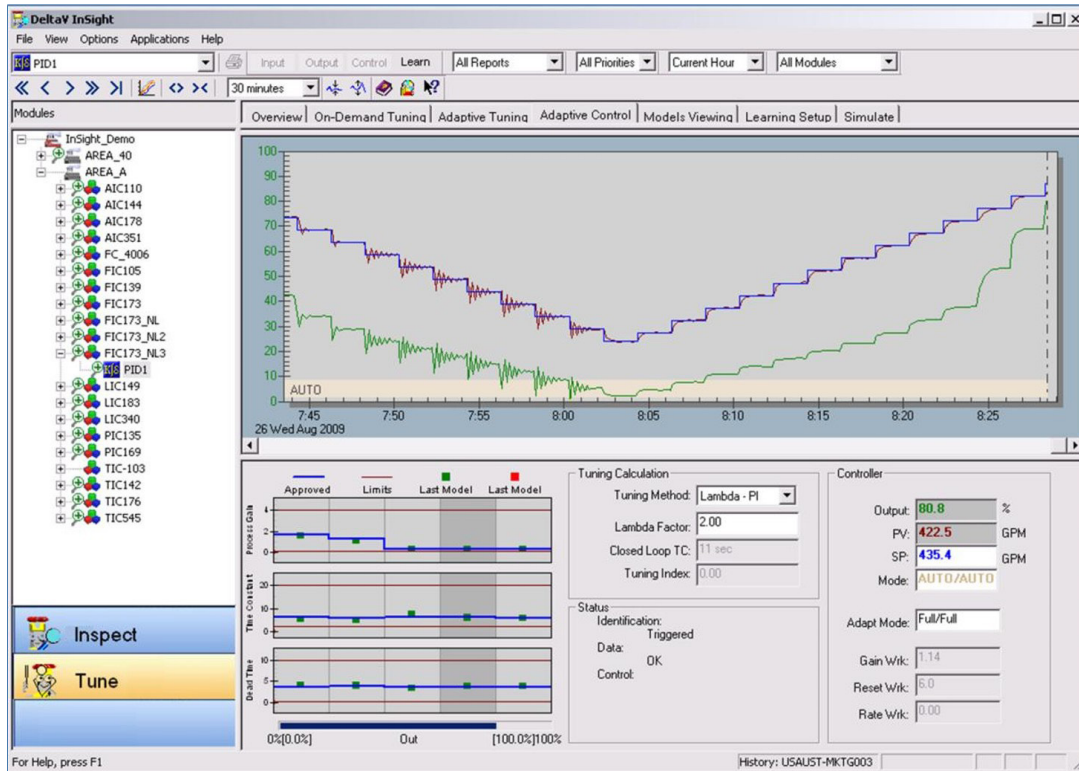 DeltaV InSight
File View Options Applications Help
K|S PID1 Input Output Control Learn All Reports All Priorities Current Hour All Modules
30 minutes
Modules
Overview On-Demand Tuning Adaptive Tuning Adaptive Control Models Viewing Learning Setup Simulate
InSight_Demo
AREA_40
AREA_A
AIC110
AIC144
AIC178
AIC351
FC_4006
FIC105
FIC139
FIC173
FIC173_NL
FIC173_NL2
FIC173_NL3
K|S PID1
LIC149
LIC183
LIC340
PIC135
PIC169
TIC-103
TIC142
TIC176
TIC545
100
90
80
70
60
50
40
30
20
10
0
AUTO
7:45 7:50 7:55 8:00 8:05 8:10 8:15 8:20 8:25
26 Wed Aug 2009
Approved Limits Last Model Last Model
Process Gain
4
2
0
Time Constant
20
10
0
Dead Time
10
5
0
0%[0.0%] Out [100.0%]100%
Tuning Calculation
Tuning Method: Lambda - PI
Lambda Factor: 2.00
Closed Loop TC: 11 sec
Tuning Index: 0.00
Status
Identification:
Triggered
Data:
OK
Control:
Controller
Output: 80.8 %
PV: 422.5 GPM
SP: 435.4 GPM
Mode: AUTO/AUTO
Adapt Mode: Full/Full
Gain Wrk: 1.14
Reset Wrk: 6.0
Rate Wrk: 0.00
Inspect
Tune
For Help, press F1
History: USAUST-MKTG003